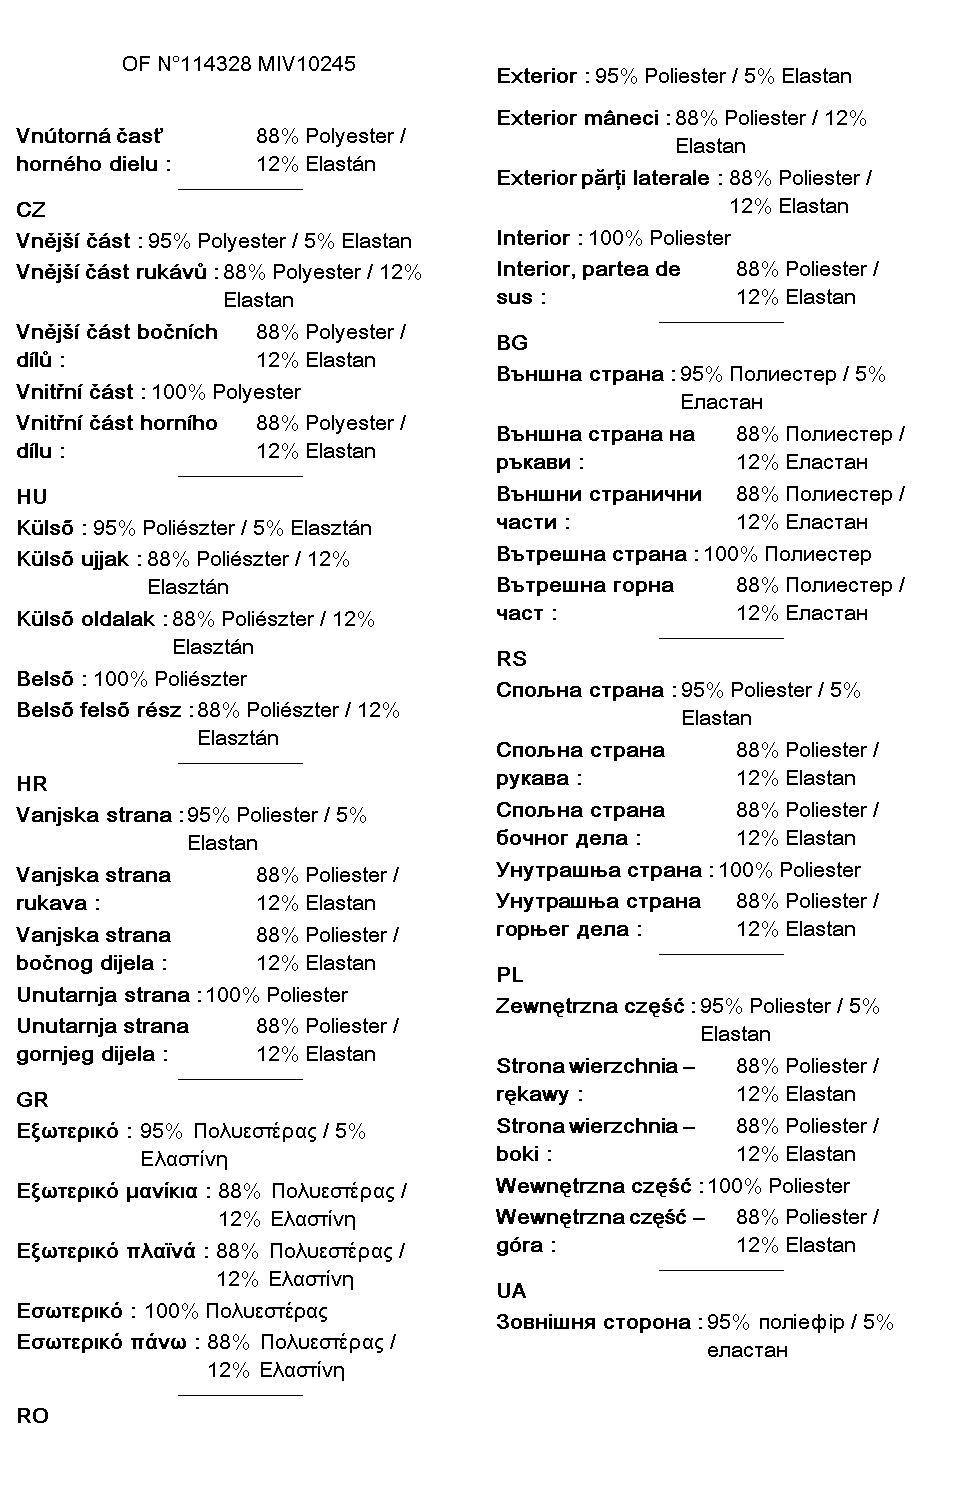 OF N°114328 MIV10245
Vnútorná časť 88% Polyester /
horného dielu : 12% Elastán
CZ
Vnější část : 95% Polyester / 5% Elastan
Vnější část rukávů : 88% Polyester / 12%
Elastan
Vnější část bočních 88% Polyester /
dílů : 12% Elastan
Vnitřní část : 100% Polyester
Vnitřní část horního 88% Polyester /
dílu : 12% Elastan
HU
Külső : 95% Poliészter / 5% Elasztán
Külső ujjak : 88% Poliészter / 12%
Elasztán
Külső oldalak : 88% Poliészter / 12%
Elasztán
Belső : 100% Poliészter
Belső felső rész : 88% Poliészter / 12%
Elasztán
HR
Vanjska strana : 95% Poliester / 5%
Elastan
Vanjska strana 88% Poliester /
rukava : 12% Elastan
Vanjska strana 88% Poliester /
bočnog dijela : 12% Elastan
Unutarnja strana : 100% Poliester
Unutarnja strana 88% Poliester /
gornjeg dijela : 12% Elastan
GR
Εξωτερικό : 95% Πολυεστέρας / 5%
Ελαστίνη
Εξωτερικό μανίκια : 88% Πολυεστέρας /
12% Ελαστίνη
Εξωτερικό πλαϊνά : 88% Πολυεστέρας /
12% Ελαστίνη
Εσωτερικό : 100% Πολυεστέρας
Εσωτερικό πάνω : 88% Πολυεστέρας /
12% Ελαστίνη
RO
Exterior : 95% Poliester / 5% Elastan
Exterior mâneci : 88% Poliester / 12%
Elastan
Exterior părți laterale : 88% Poliester /
12% Elastan
Interior : 100% Poliester
Interior, partea de 88% Poliester /
sus : 12% Elastan
BG
Външна страна : 95% Полиестер / 5%
Еластан
Външна страна на 88% Полиестер /
ръкави : 12% Еластан
Външни странични 88% Полиестер /
части : 12% Еластан
Вътрешна страна : 100% Полиестер
Вътрешна горна 88% Полиестер /
част : 12% Еластан
RS
Спољна страна : 95% Poliester / 5%
Elastan
Спољна страна 88% Poliester /
рукава : 12% Elastan
Спољна страна 88% Poliester /
бочног дела : 12% Elastan
Унутрашња страна : 100% Poliester
Унутрашња страна 88% Poliester /
горњег дела : 12% Elastan
PL
Zewnętrzna część : 95% Poliester / 5%
Elastan
Strona wierzchnia – 88% Poliester /
rękawy : 12% Elastan
Strona wierzchnia – 88% Poliester /
boki : 12% Elastan
Wewnętrzna część : 100% Poliester
Wewnętrzna część – 88% Poliester /
góra : 12% Elastan
UA
Зовнішня сторона : 95% поліефір / 5%
еластан